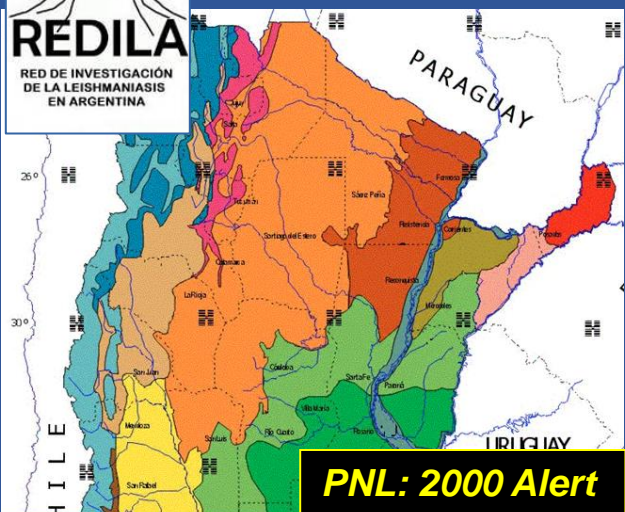 REDILA
RED DE INVESTIGACIÓN
DE LA LEISHMANIASIS
EN ARGENTINA
PARAGUAY
Jujuy
Salta
26°
Formosa
Sáenz Peña
Tucumán
Resistencia
Corrientes
Posadas
Santiago del Estero
Catamarca
Reconquista
La Rioja
Mercedes
30°
Córdoba
San Juan
Santa Fe
Paraná
Villa María
Mendoza
Río Cuarto
Rosario
San Luis
URUGUAY
CHILE
San Rafael
PNL: 2000 Alert